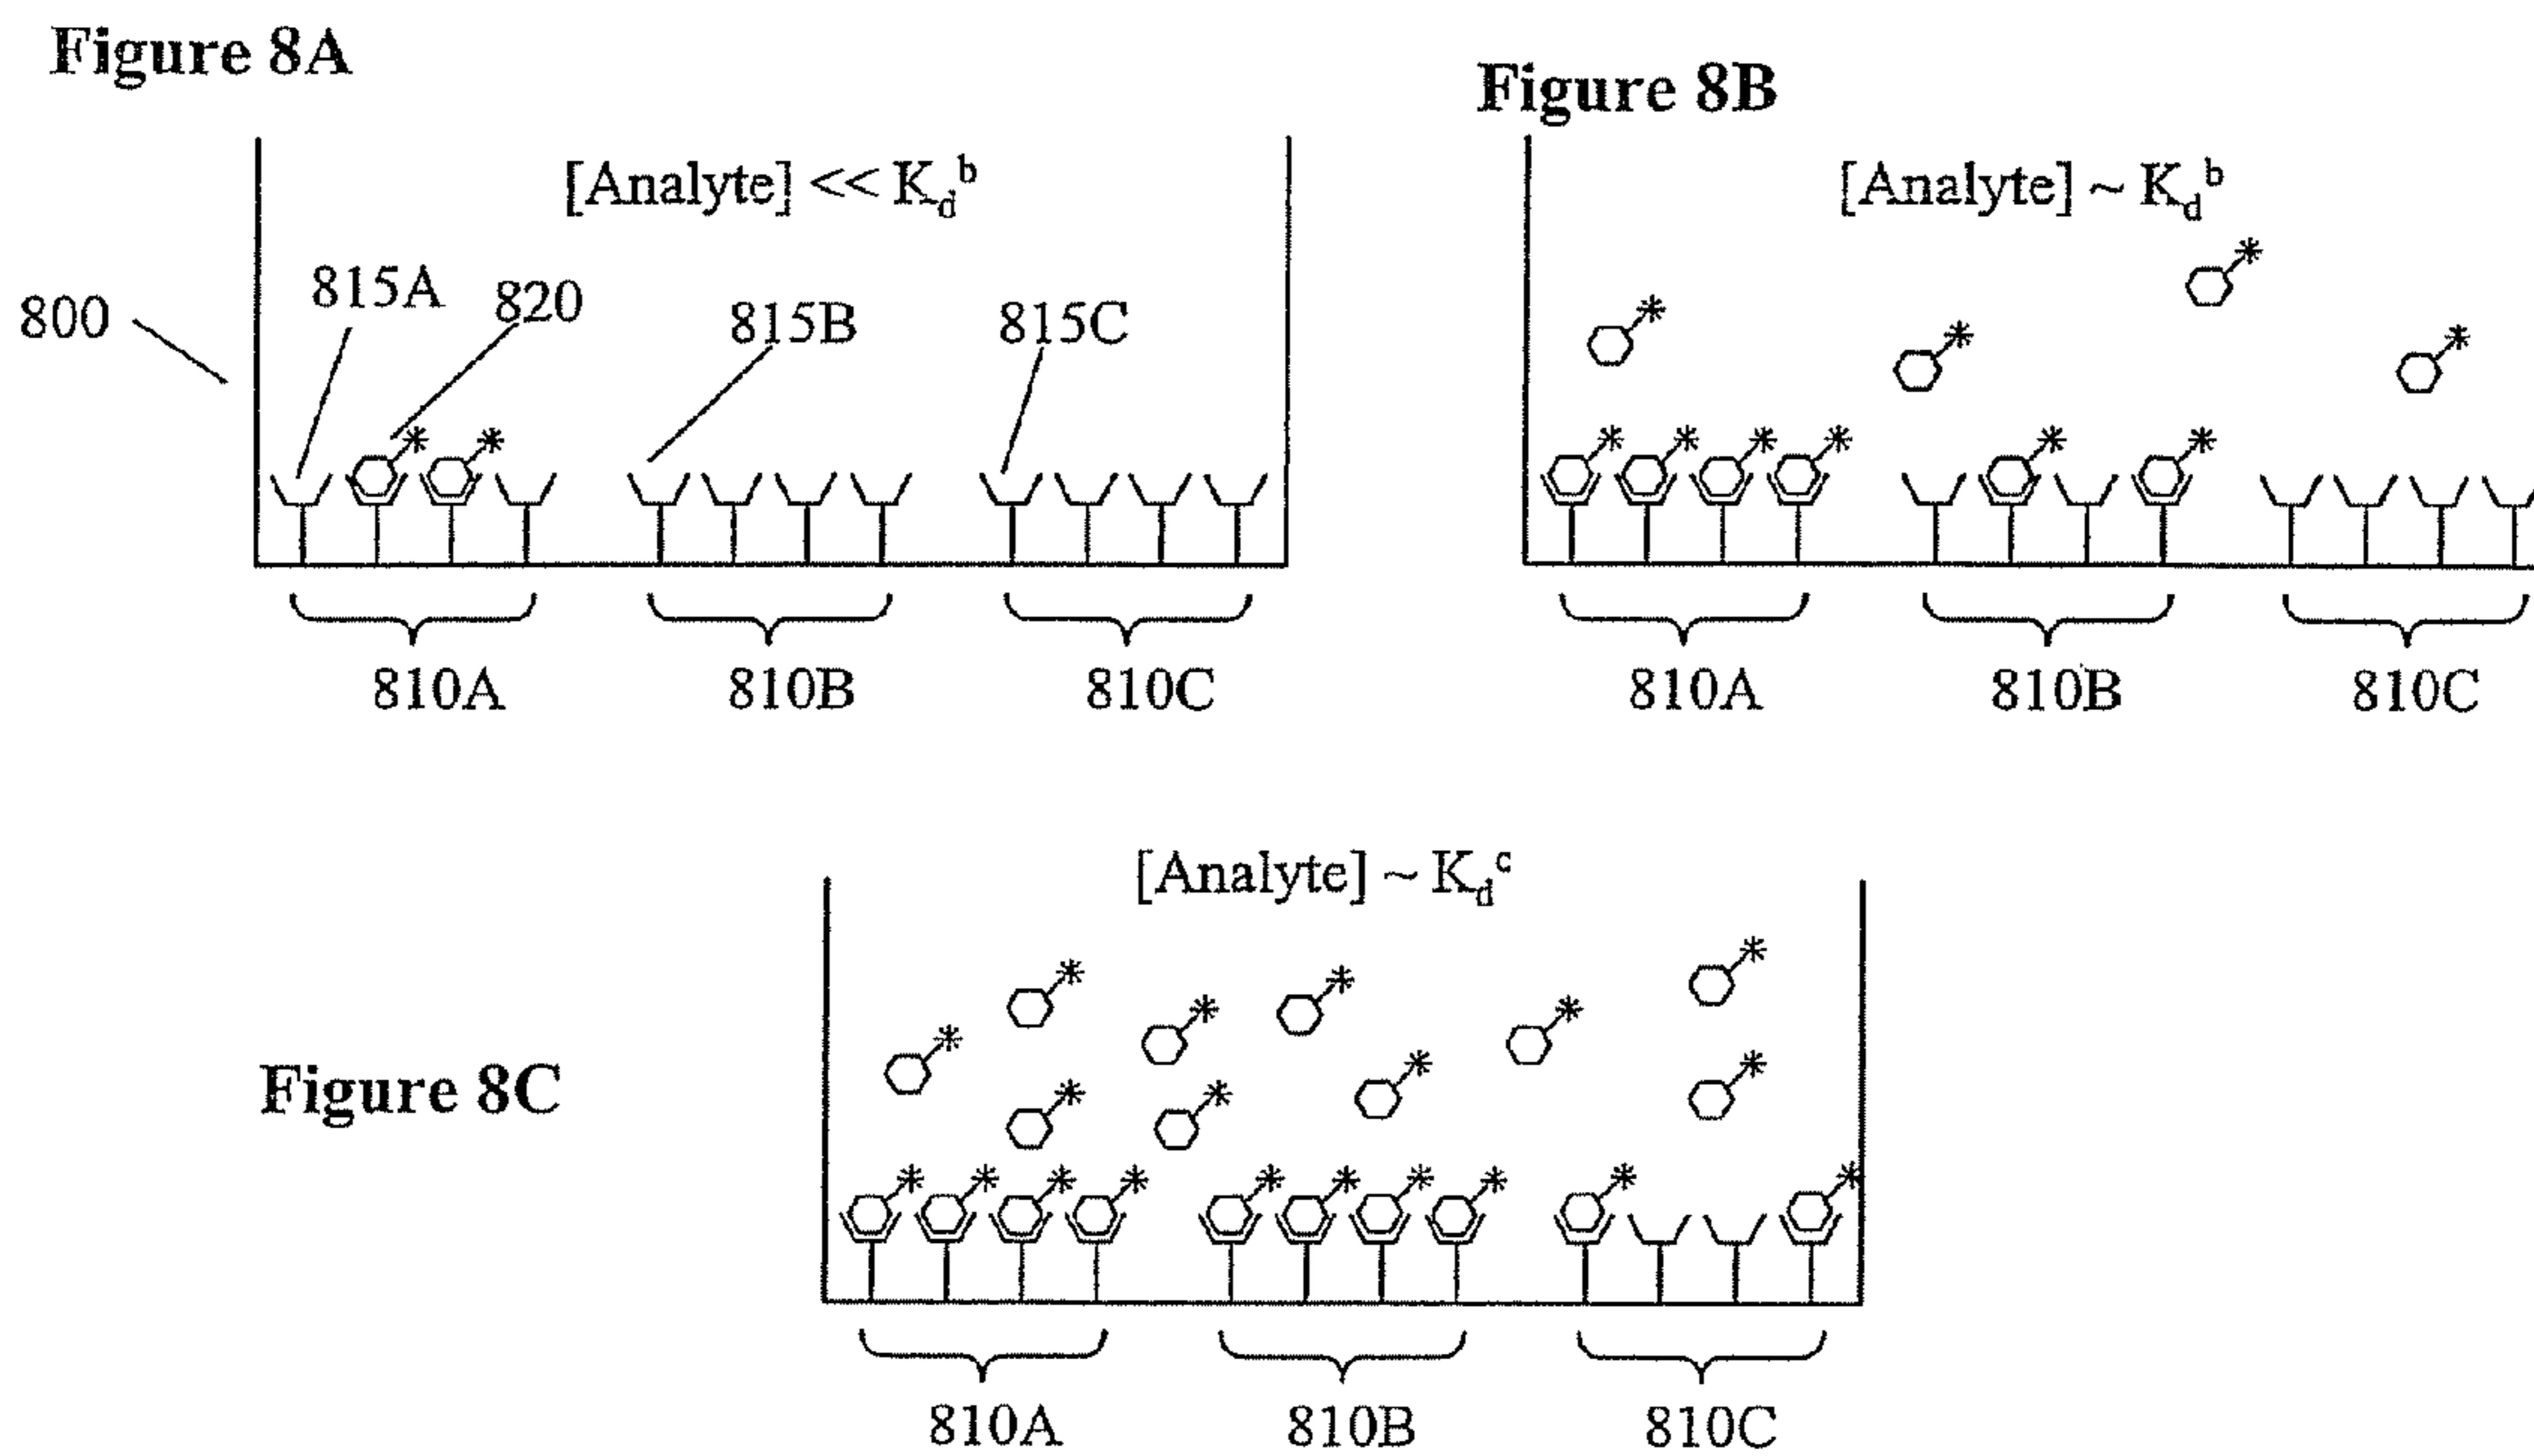 Figure 8A
[Analyte] << K_d^b
800
815A
820
815B
815C
810A
810B
810C
Figure 8B
[Analyte] ~ K_d^b
810A
810B
810C
Figure 8C
[Analyte] ~ K_d^c
810A
810B
810C